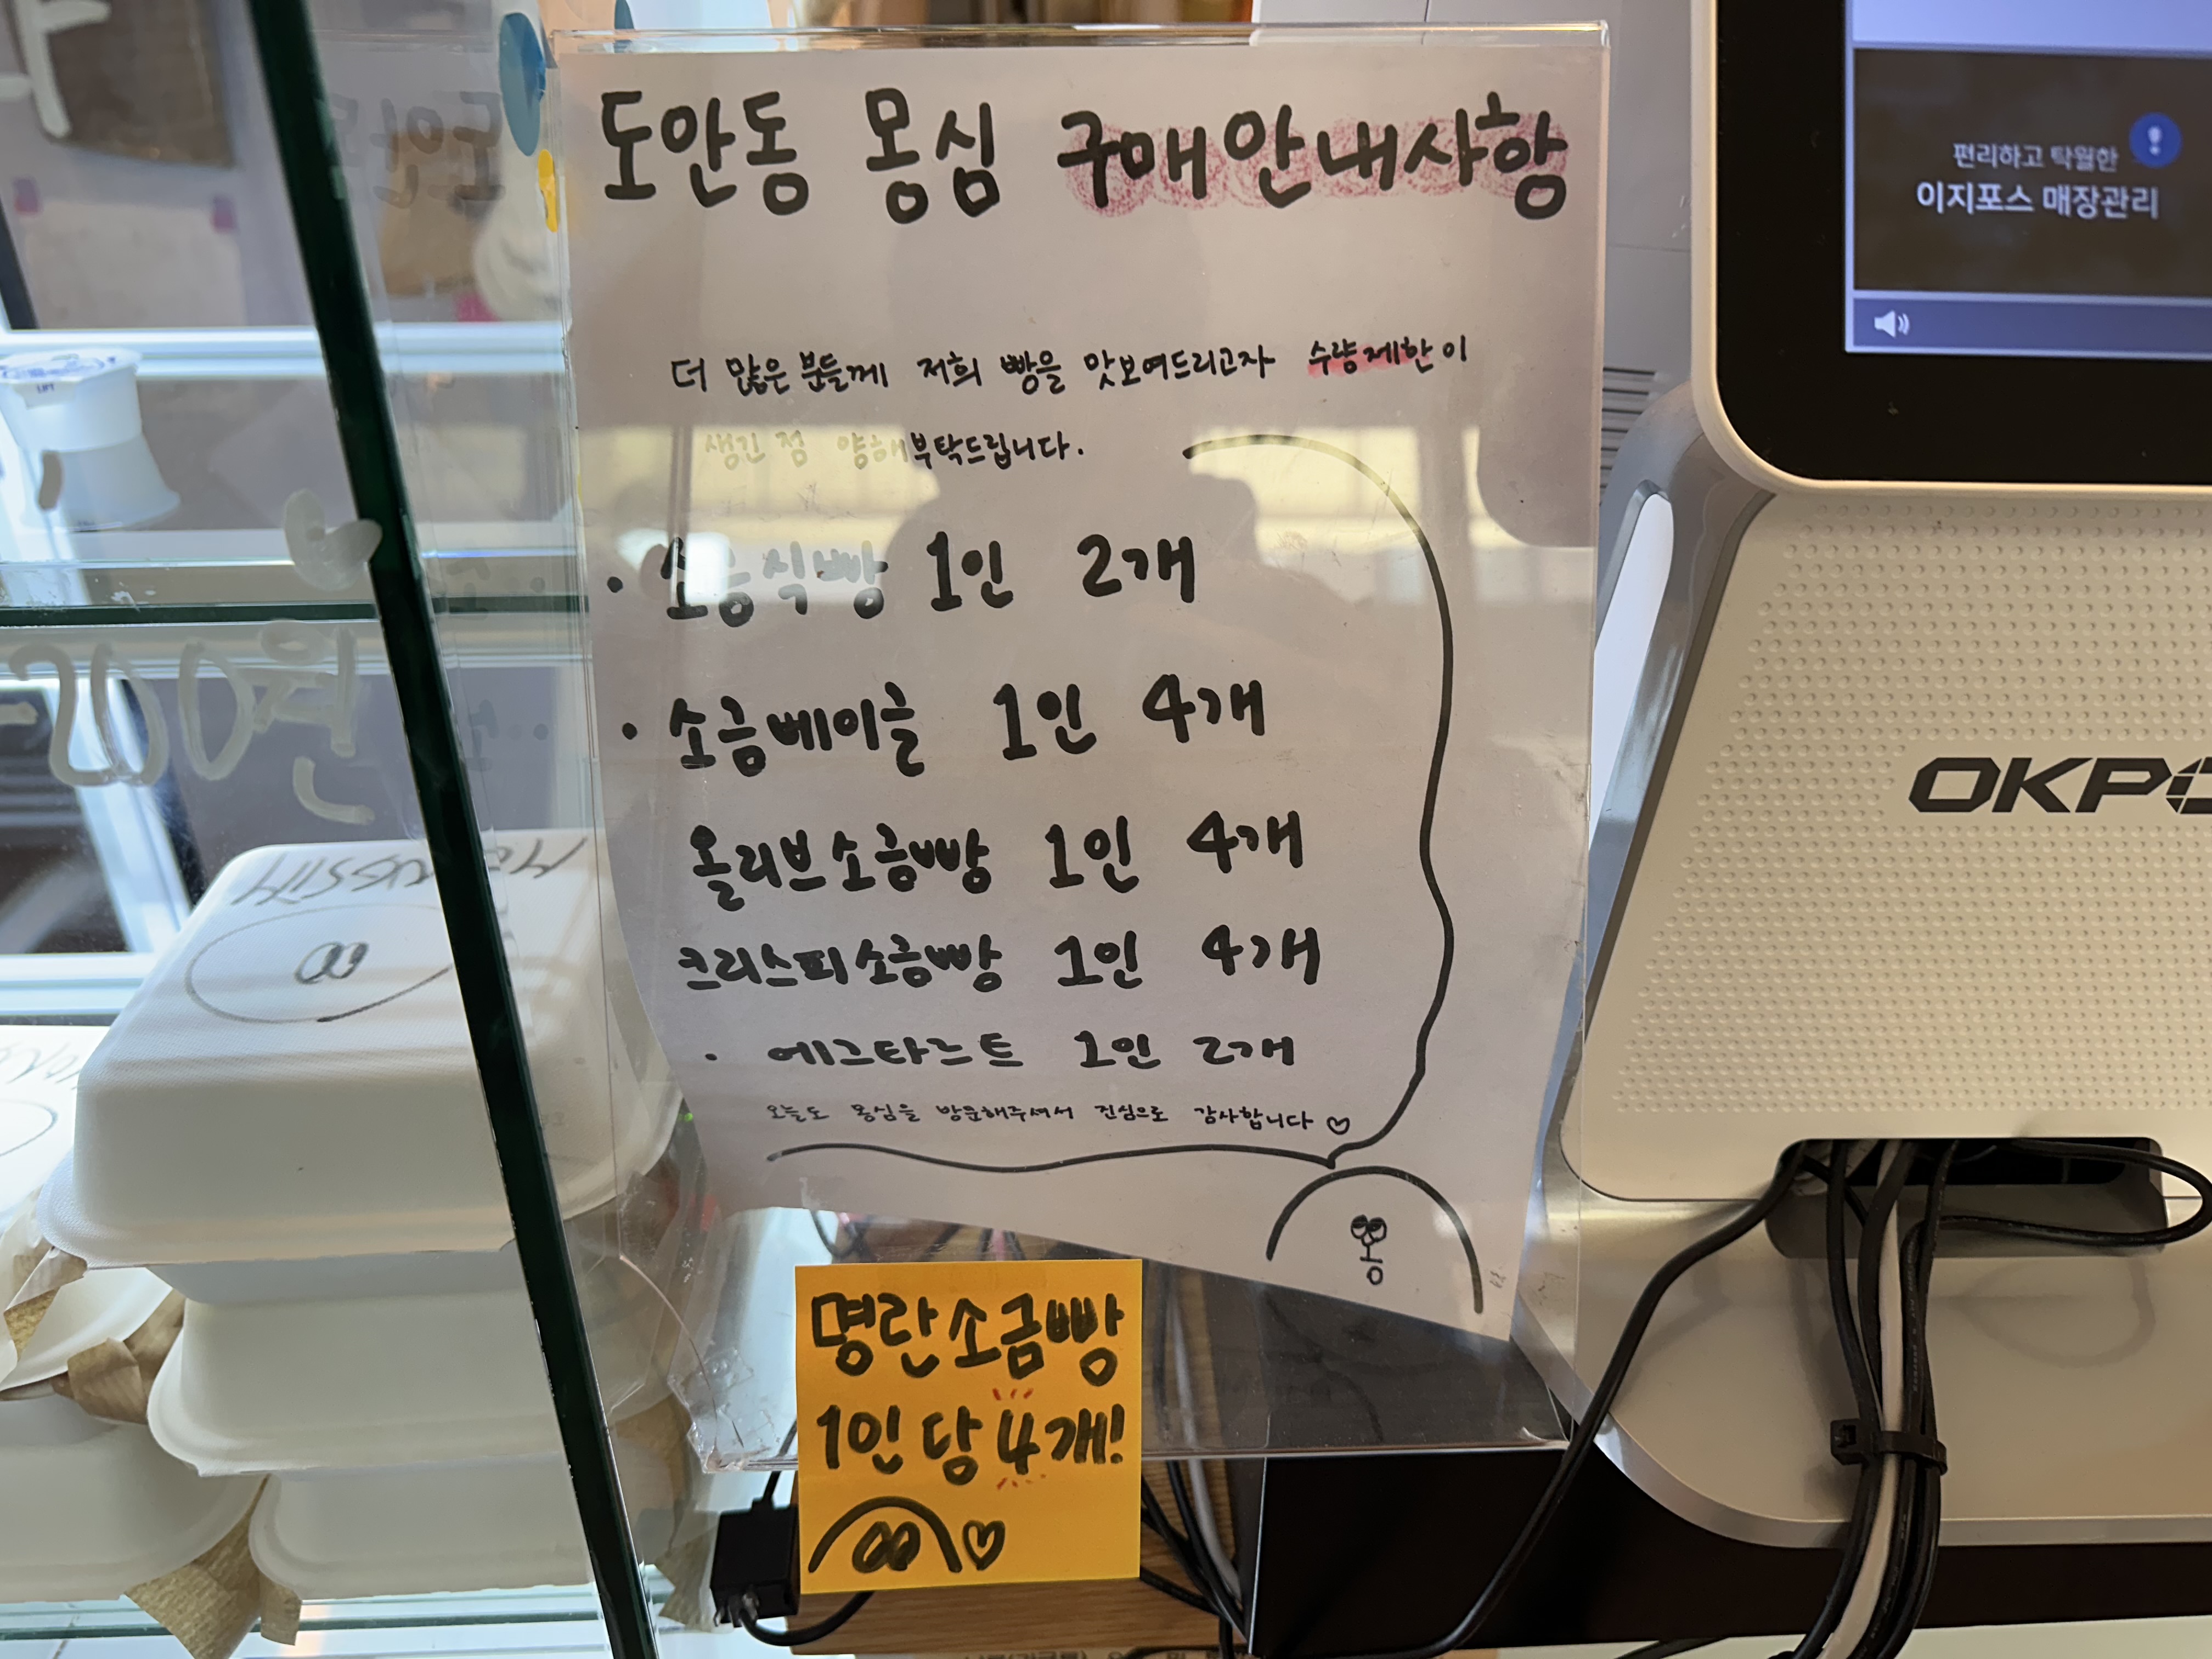 도안동 몽심 구매안내사항
더 많은분들께 저희 빵을 맛보여드리고자 수량제한이
생긴 점 양해부탁드립니다.
· 소금식빵 1인 2개
· 소금베이글 1인 4개
올리브소금빵 1인 4개
크리스피소금빵 1인 4개
· 에그타르트 1인 2개
오늘도 몽심을 방문해주셔서 진심으로 감사합니다 ♡
몽
명란소금빵
1인당 4개!
♡
편리하고 탁월한
이지포스 매장관리
OKPO